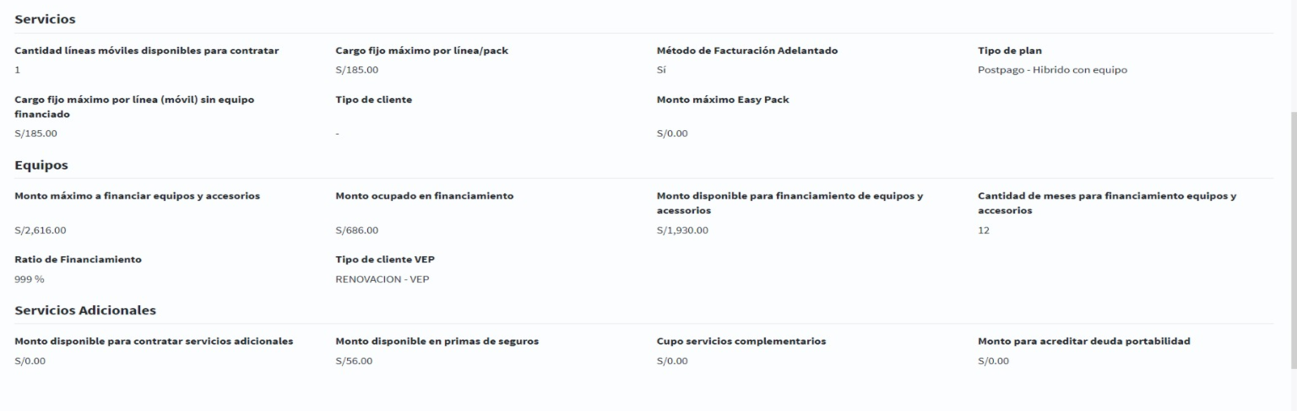 Servicios
Cantidad líneas móviles disponibles para contratar
Cargo fijo máximo por línea/pack
Método de Facturación Adelantado
Tipo de plan
1
S/185.00
Sí
Postpago - Hibrido con equipo
Cargo fijo máximo por línea (móvil) sin equipo
financiado
Tipo de cliente
Monto máximo Easy Pack
S/185.00
-
S/0.00
Equipos
Monto máximo a financiar equipos y accesorios
Monto ocupado en financiamiento
Monto disponible para financiamiento de equipos y
acessorios
Cantidad de meses para financiamiento equipos y
accesorios
S/2,616.00
S/686.00
S/1,930.00
12
Ratio de Financiamiento
Tipo de cliente VEP
999 %
RENOVACION - VEP
Servicios Adicionales
Monto disponible para contratar servicios adicionales
Monto disponible en primas de seguros
Cupo servicios complementarios
Monto para acreditar deuda portabilidad
S/0.00
S/56.00
S/0.00
S/0.00